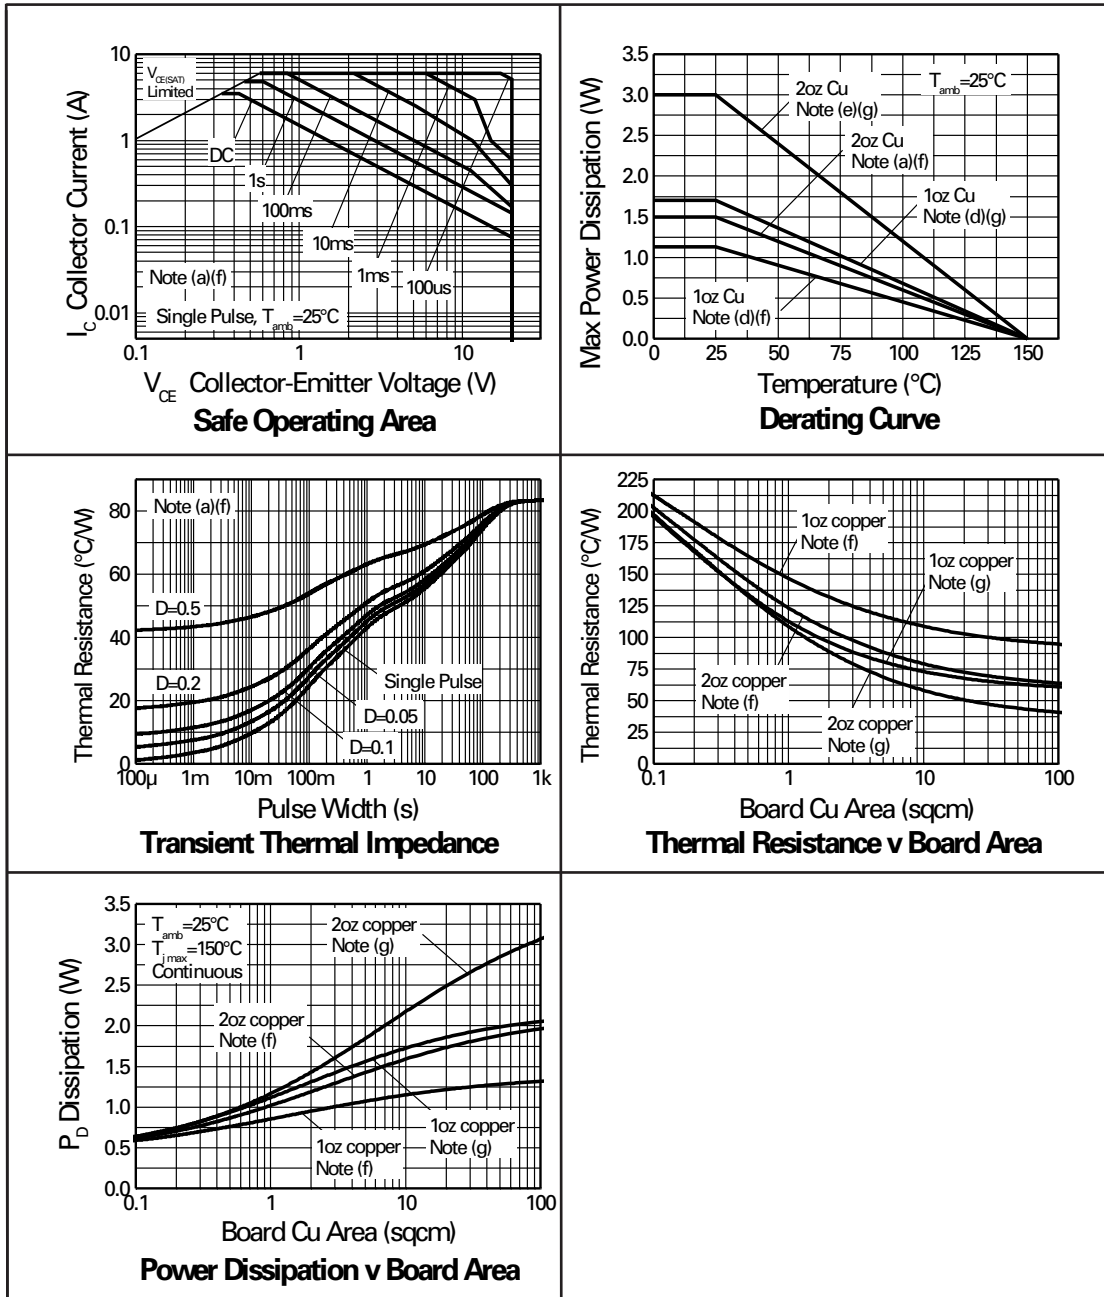 10
1
0.1
0.01
I_C Collector Current (A)
V_CE(SAT)
Limited
DC
1s
100ms
10ms
1ms
100us
Note (a)(f)
Single Pulse, T_amb=25°C
0.1
1
10
V_CE Collector-Emitter Voltage (V)
Safe Operating Area
3.5
3.0
2.5
2.0
1.5
1.0
0.5
0.0
Max Power Dissipation (W)
T_amb=25°C
2oz Cu
Note (e)(g)
2oz Cu
Note (a)(f)
1oz Cu
Note (d)(g)
1oz Cu
Note (d)(f)
0
25
50
75
100
125
150
Temperature (°C)
Derating Curve
80
60
40
20
0
Thermal Resistance (°C/W)
Note (a)(f)
D=0.5
D=0.2
Single Pulse
D=0.05
D=0.1
100µ
1m
10m
100m
1
10
100
1k
Pulse Width (s)
Transient Thermal Impedance
225
200
175
150
125
100
75
50
25
0
Thermal Resistance (°C/W)
1oz copper
Note (f)
1oz copper
Note (g)
2oz copper
Note (f)
2oz copper
Note (g)
0.1
1
10
100
Board Cu Area (sqcm)
Thermal Resistance v Board Area
3.5
3.0
2.5
2.0
1.5
1.0
0.5
0.0
P_D Dissipation (W)
T_amb=25°C
T_j max=150°C
Continuous
2oz copper
Note (g)
2oz copper
Note (f)
1oz copper
Note (g)
1oz copper
Note (f)
0.1
1
10
100
Board Cu Area (sqcm)
Power Dissipation v Board Area